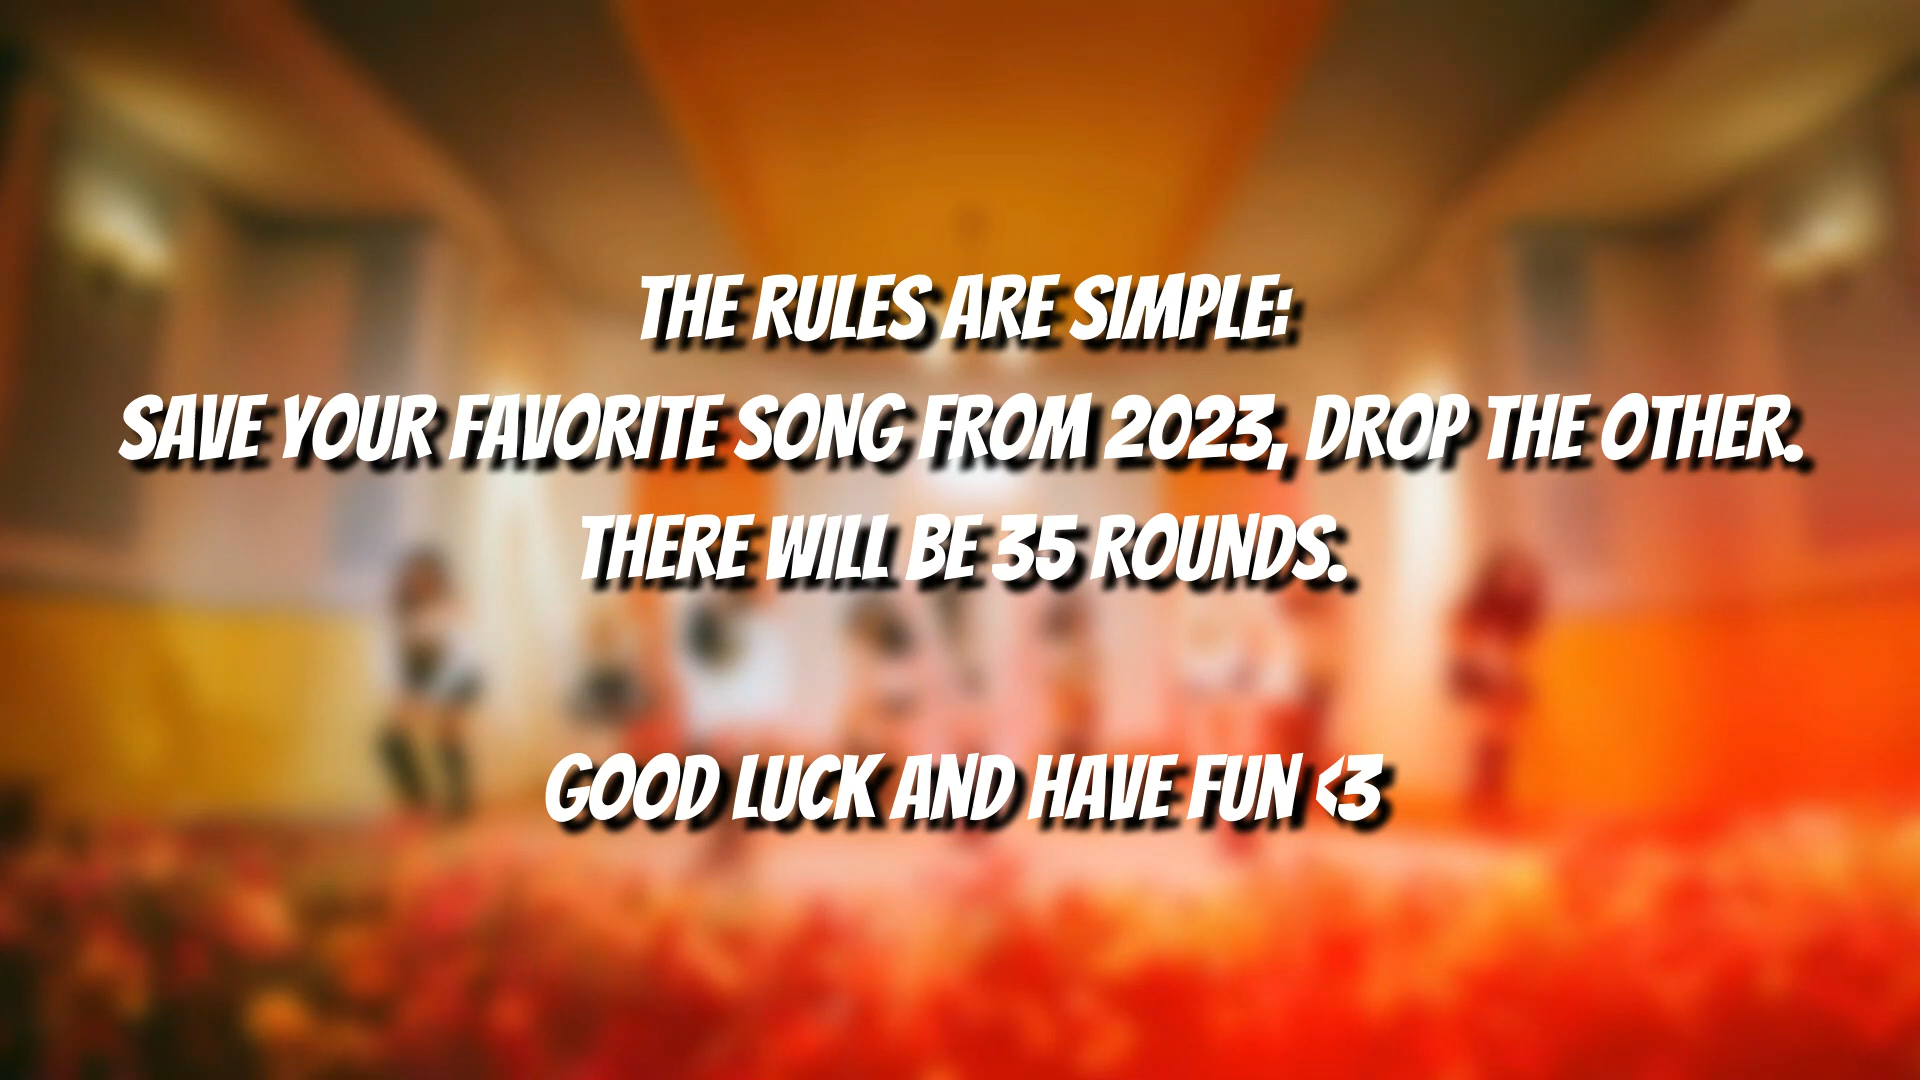 THE RULES ARE SIMPLE:
SAVE YOUR FAVORITE SONG FROM 2023, DROP THE OTHER.
THERE WILL BE 35 ROUNDS.
GOOD LUCK AND HAVE FUN <3